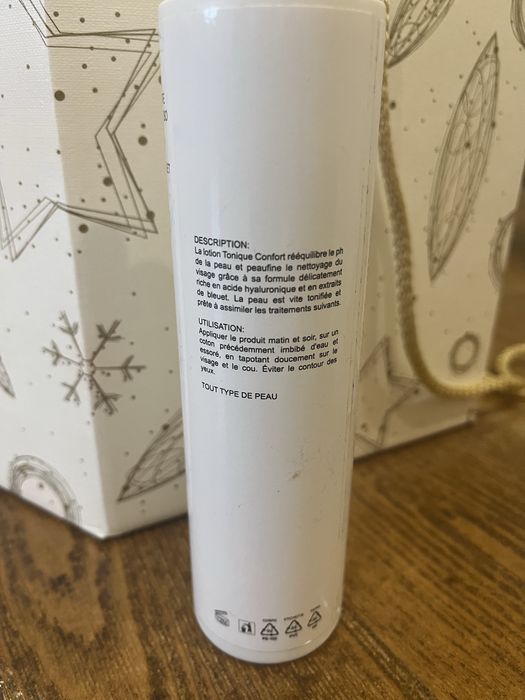 DESCRIPTION:
La lotion Tonique Confort rééquilibre le ph
de la peau et peaufine le nettoyage du
visage grâce à sa formule délicatement
riche en acide hyaluronique et en extraits
de bleuet. La peau est vite tonifiée et
prête à assimiler les traitements suivants.
UTILISATION:
Appliquer le produit matin et soir, sur un
coton précédemment imbibé d'eau et
essoré, en tapotant doucement sur le
visage et le cou. Éviter le contour des
yeux.
TOUT TYPE DE PEAU